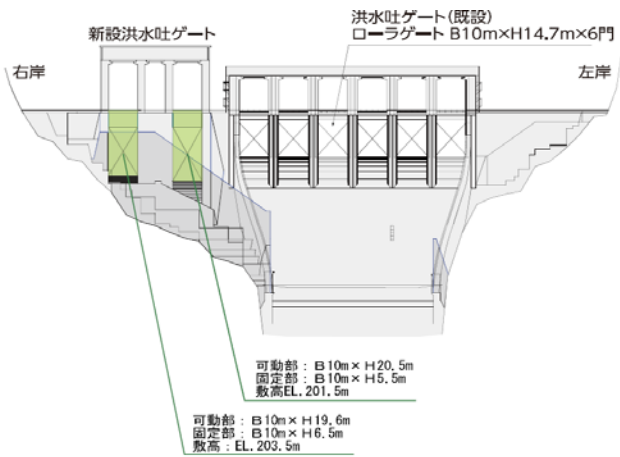 洪水吐ゲート(既設)
新設洪水吐ゲート
ローラゲート B10m×H14.7m×6門
右岸
左岸
可動部：B10m×H20.5m
固定部：B10m×H5.5m
敷高EL.201.5m
可動部：B10m×H19.6m
固定部：B10m×H6.5m
敷高：EL.203.5m